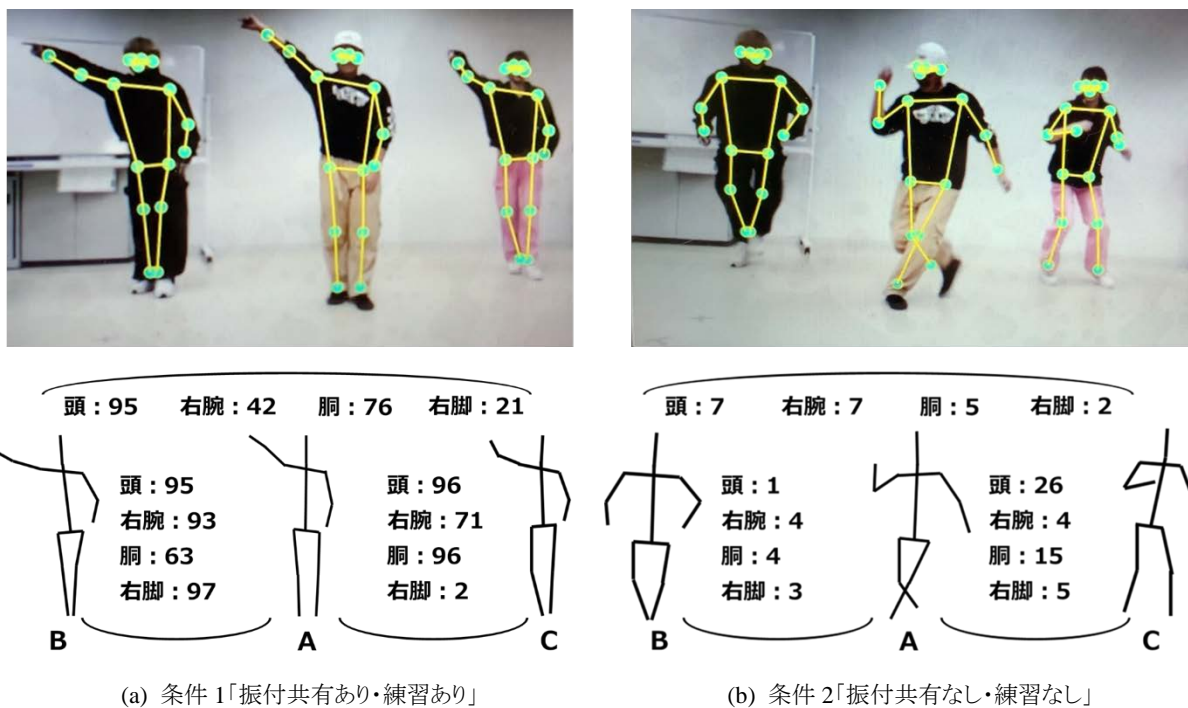 頭：95 右腕：42 胴：76 右脚：21
頭：95
右腕：93
胴：63
右脚：97
頭：96
右腕：71
胴：96
右脚：2
B A C
(a) 条件 1「振付共有あり・練習あり」
頭：7 右腕：7 胴：5 右脚：2
頭：1
右腕：4
胴：4
右脚：3
頭：26
右腕：4
胴：15
右脚：5
B A C
(b) 条件 2「振付共有なし・練習なし」